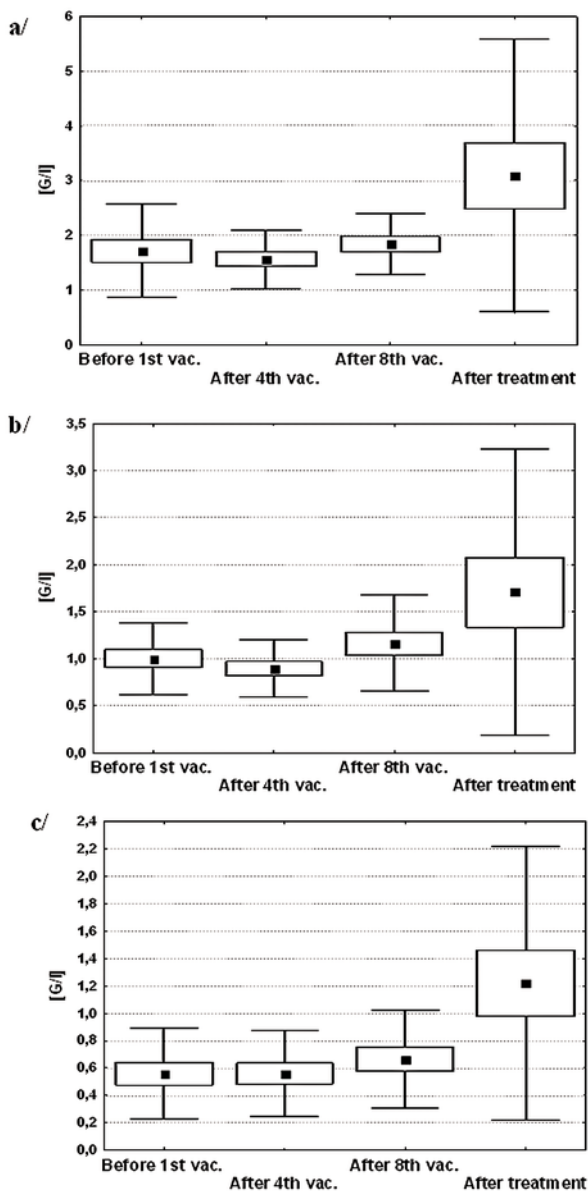 a/
6
5
4
3
2
1
0
[G/l]
Before 1st vac.
After 4th vac.
After 8th vac.
After treatment
b/
3,5
3,0
2,5
2,0
1,5
1,0
0,5
0,0
[G/l]
Before 1st vac.
After 4th vac.
After 8th vac.
After treatment
c/
2,4
2,2
2,0
1,8
1,6
1,4
1,2
1,0
0,8
0,6
0,4
0,2
0,0
[G/l]
Before 1st vac.
After 4th vac.
After 8th vac.
After treatment